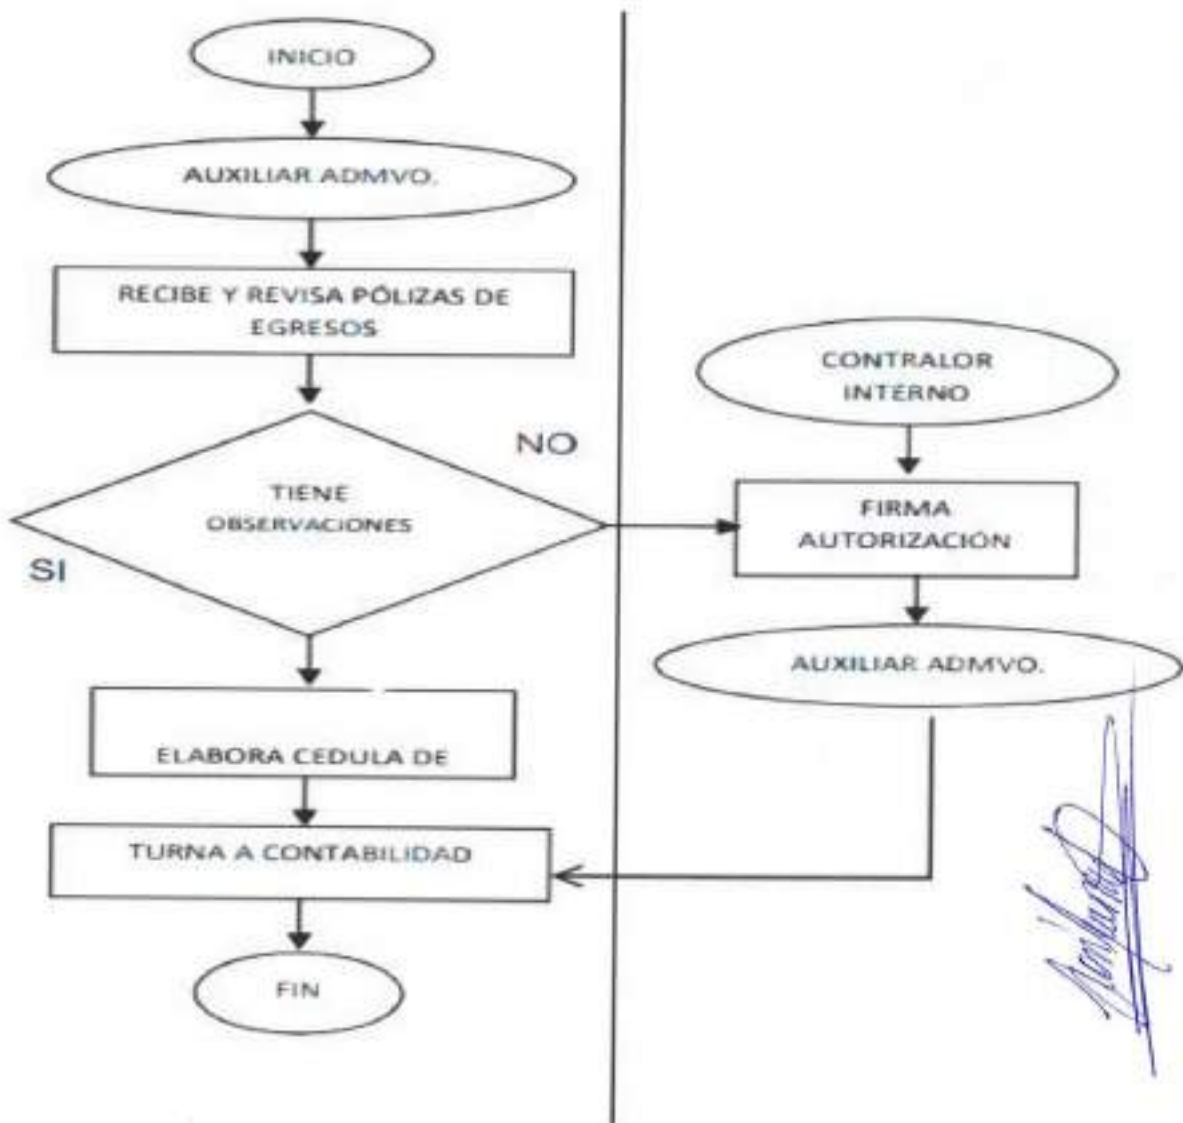 INICIO
AUXILIAR ADMVO.
RECIBE Y REVISA PÓLIZAS DE
EGRESOS
NO
TIENE
OBSERVACIONES
SI
ELABORA CEDULA DE
TURNA A CONTABILIDAD
FIN
CONTRALOR
INTERNO
FIRMA
AUTORIZACIÓN
AUXILIAR ADMVO.